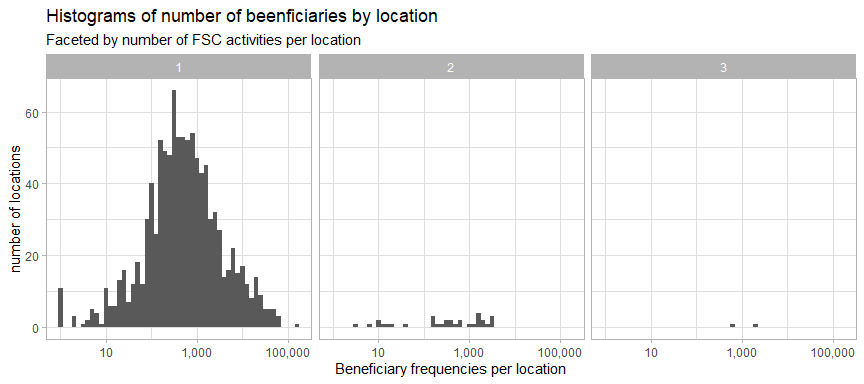 Histograms of number of beenficiaries by location
Faceted by number of FSC activities per location
1 2 3
number of locations
60
40
20
0
10 1,000 100,000 10 1,000 100,000 10 1,000 100,000
Beneficiary frequencies per location